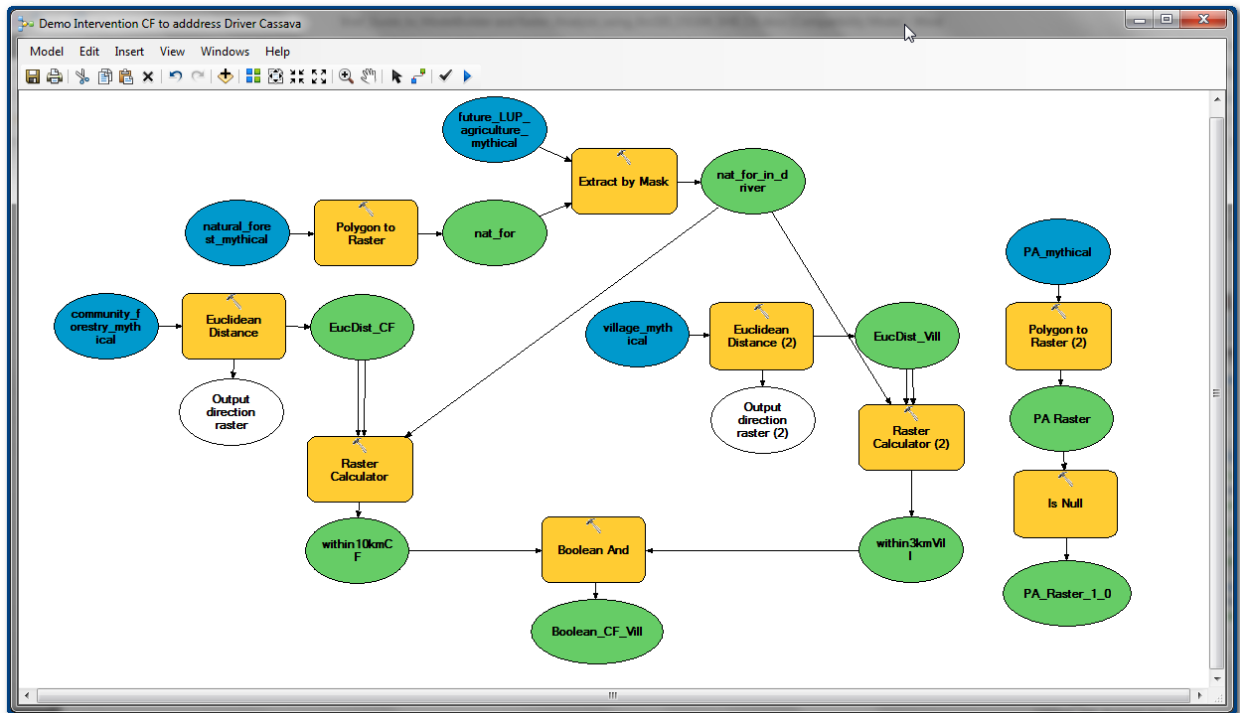 Demo Intervention CF to adddress Driver Cassava
Model Edit Insert View Windows Help
future_LUP_
agriculture_
mythical
Extract by Mask
nat_for_in_d
river
natural_fore
st_mythical
Polygon to
Raster
nat_for
PA_mythical
community_f
orestry_myth
ical
Euclidean
Distance
EucDist_CF
village_myth
ical
Euclidean
Distance (2)
EucDist_Vill
Polygon to
Raster (2)
Output
direction
raster
Output
direction
raster (2)
PA Raster
Raster
Calculator
Raster
Calculator (2)
Is Null
within10kmC
F
Boolean And
within3kmVil
l
PA_Raster_1_0
Boolean_CF_Vill